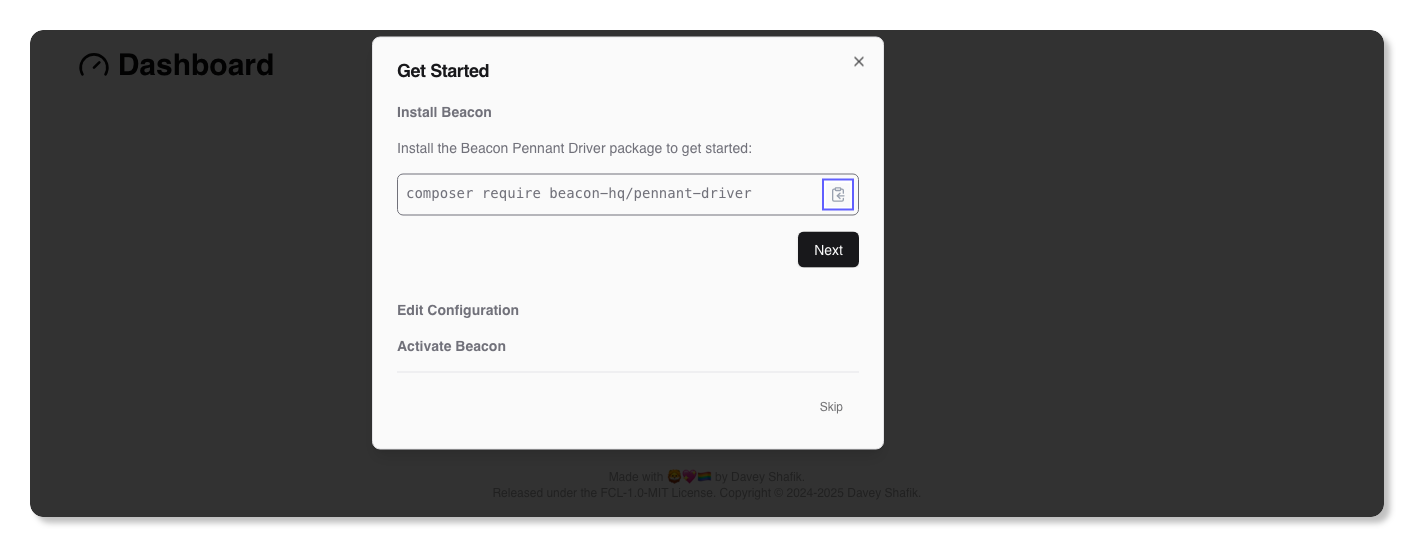 Dashboard
Get Started
Install Beacon
Install the Beacon Pennant Driver package to get started:
composer require beacon-hq/pennant-driver
Next
Edit Configuration
Activate Beacon
Skip
Made with 🦁💖🏳️‍🌈 by Davey Shafik.
Released under the FCL-1.0-MIT License. Copyright © 2024-2025 Davey Shafik.